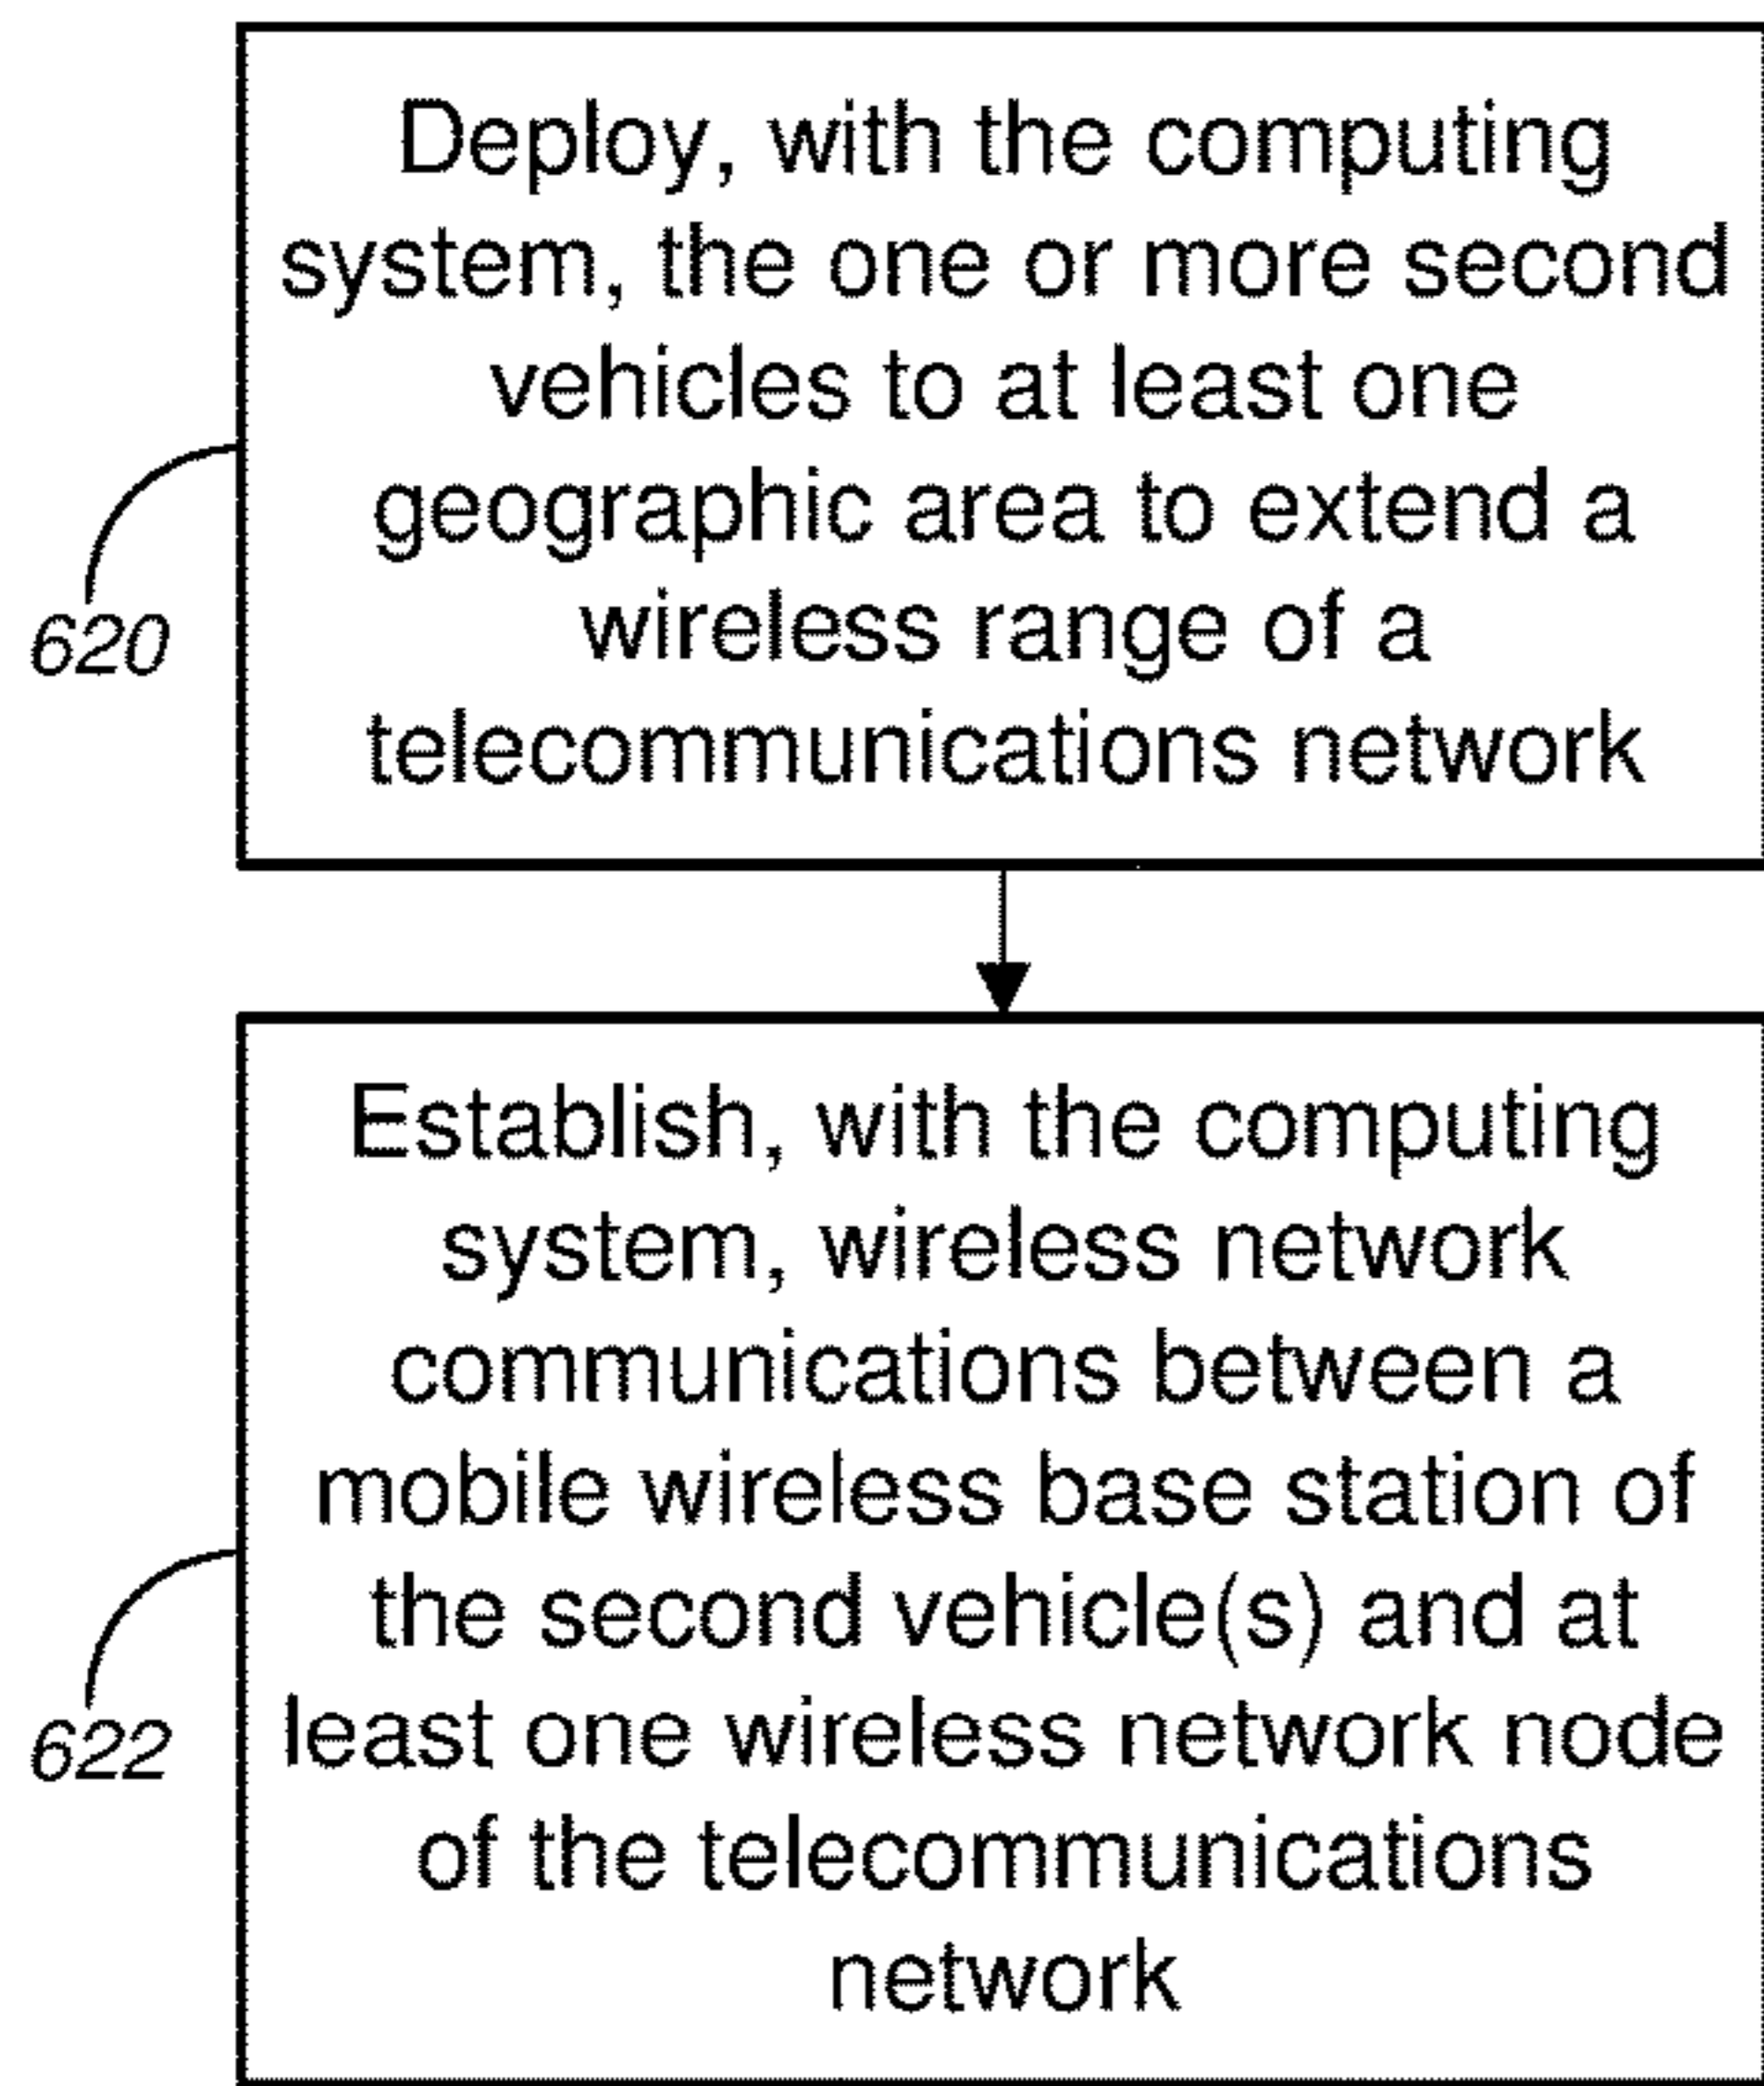 Deploy, with the computing
system, the one or more second
vehicles to at least one
geographic area to extend a
wireless range of a
telecommunications network
620
Establish, with the computing
system, wireless network
communications between a
mobile wireless base station of
the second vehicle(s) and at
least one wireless network node
of the telecommunications
network
622